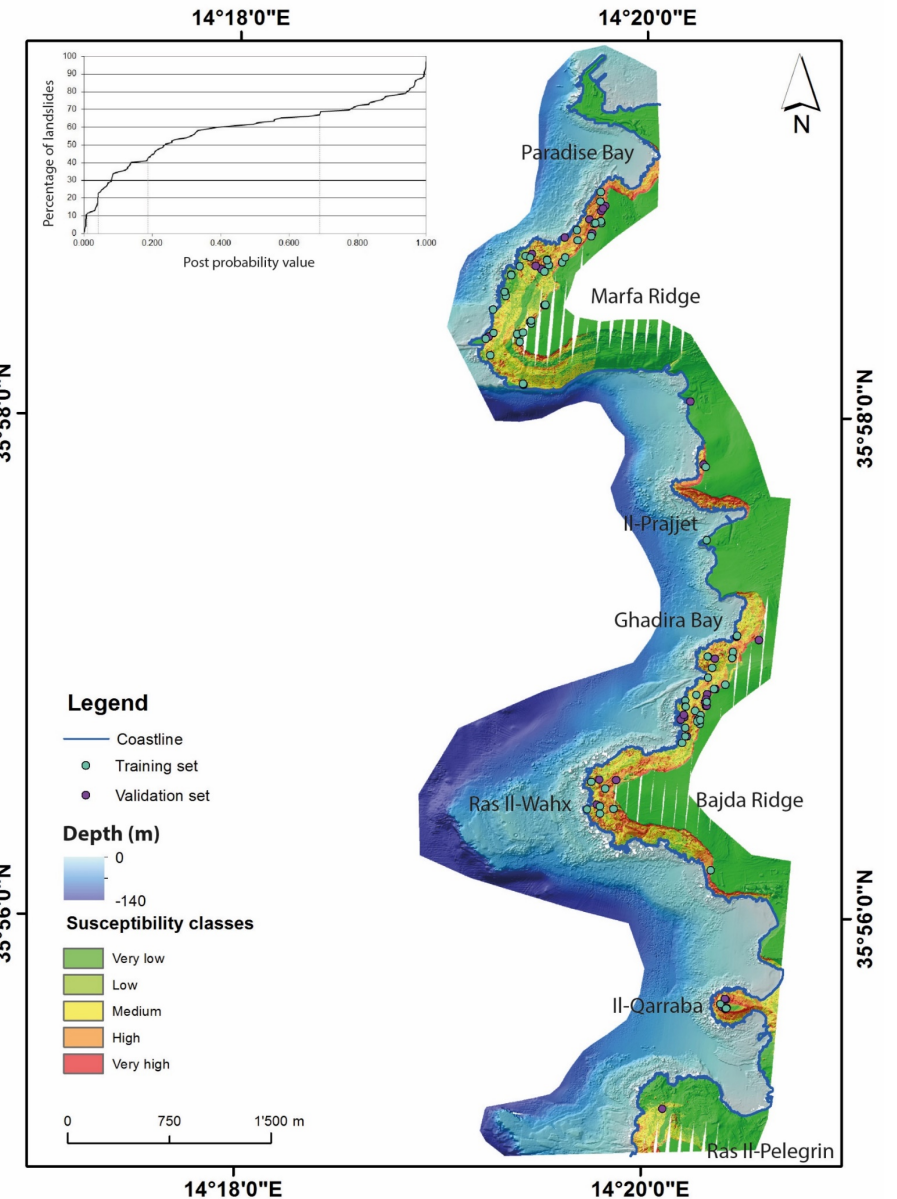 14°18'0"E
14°20'0"E
100
90
80
70
60
50
40
30
20
10
0
Percentage of landslides
0.000
0.200
0.400
0.600
0.800
1.000
Post probability value
N
Paradise Bay
Marfa Ridge
35°58'0"N
35°58'0"N
Il-Prajjet
Ghadira Bay
Ras Il-Wahx
Bajda Ridge
35°56'0"N
35°56'0"N
Il-Qarraba
Ras Il-Pelegrin
Legend
Coastline
Training set
Validation set
Depth (m)
0
-140
Susceptibility classes
Very low
Low
Medium
High
Very high
0 750 1'500 m
14°18'0"E
14°20'0"E